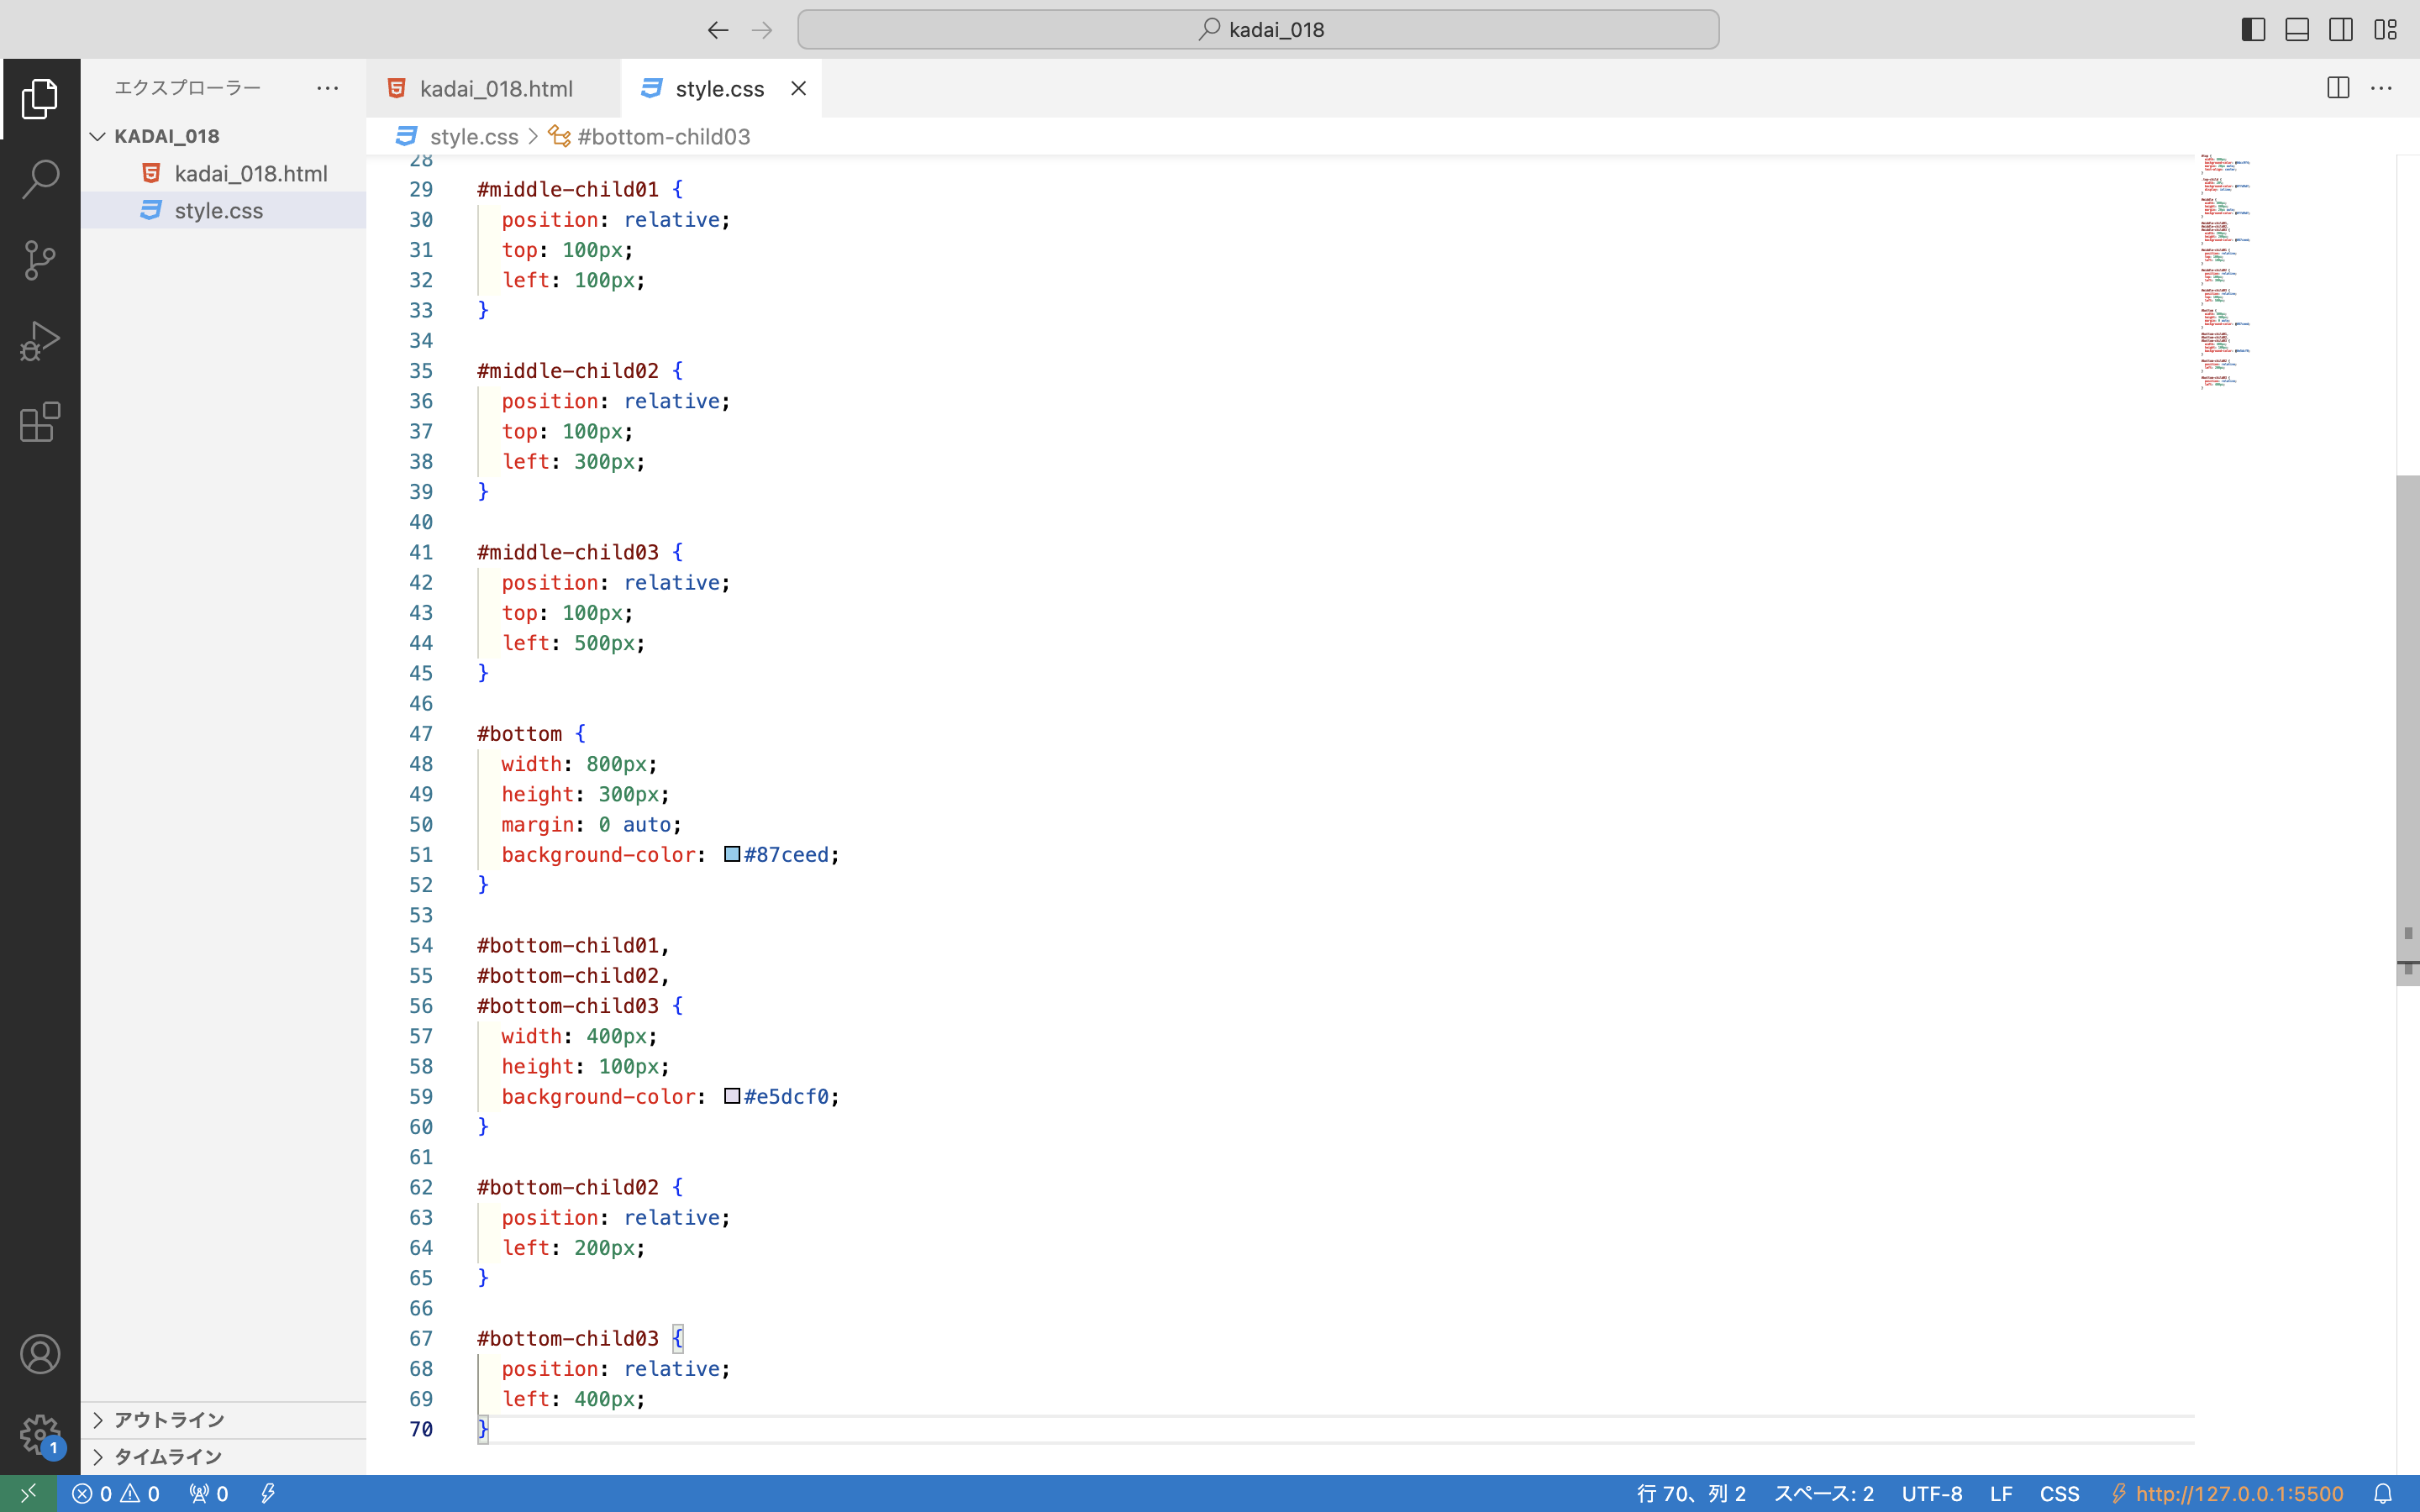 kadai_018
エクスプローラー
kadai_018.html
style.css
style.css > #bottom-child03
KADAI_018
kadai_018.html
style.css
28
29 #middle-child01 {
30 position: relative;
31 top: 100px;
32 left: 100px;
33 }
34
35 #middle-child02 {
36 position: relative;
37 top: 100px;
38 left: 300px;
39 }
40
41 #middle-child03 {
42 position: relative;
43 top: 100px;
44 left: 500px;
45 }
46
47 #bottom {
48 width: 800px;
49 height: 300px;
50 margin: 0 auto;
51 background-color: #87ceed;
52 }
53
54 #bottom-child01,
55 #bottom-child02,
56 #bottom-child03 {
57 width: 400px;
58 height: 100px;
59 background-color: #e5dcf0;
60 }
61
62 #bottom-child02 {
63 position: relative;
64 left: 200px;
65 }
66
67 #bottom-child03 {
68 position: relative;
69 left: 400px;
70 }
アウトライン
タイムライン
1
0 0 0 行 70、列 2 スペース: 2 UTF-8 LF CSS http://127.0.0.1:5500